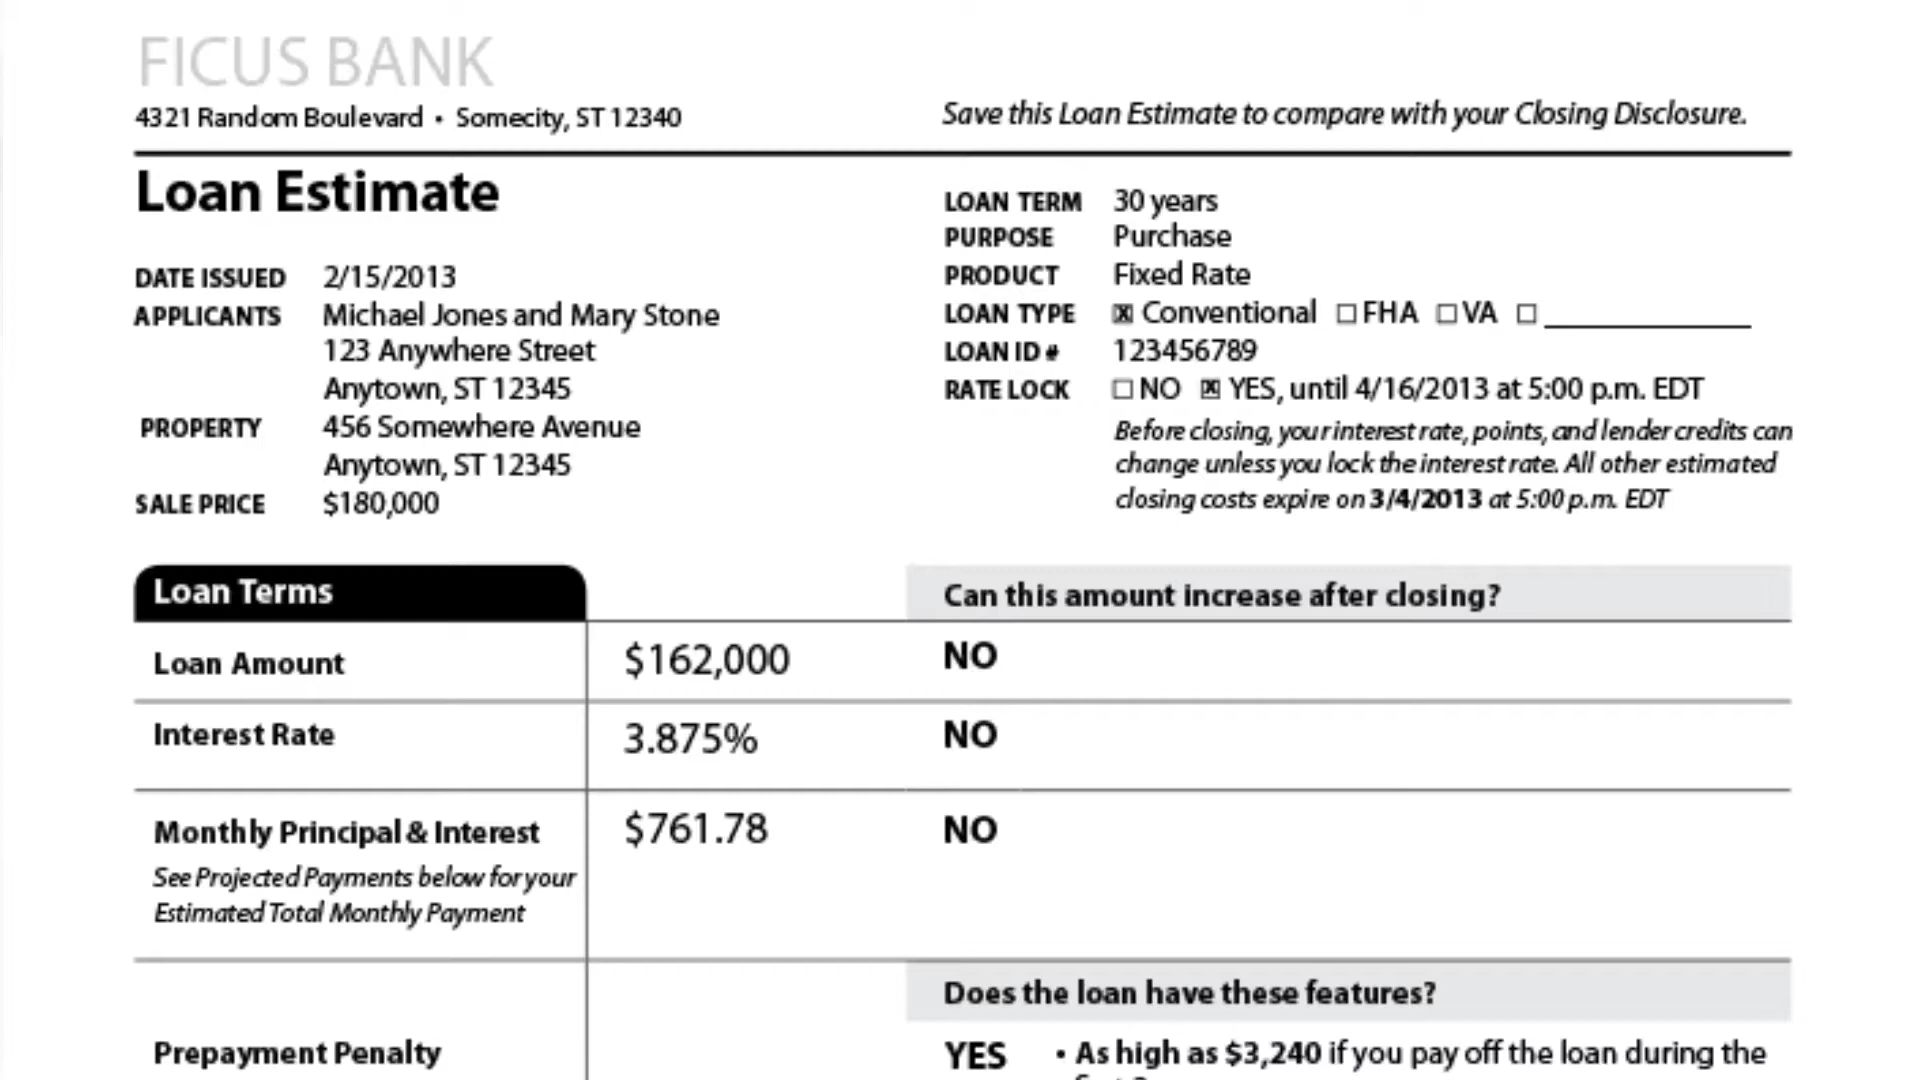 FICUS BANK
4321 Random Boulevard • Somecity, ST 12340
Save this Loan Estimate to compare with your Closing Disclosure.
Loan Estimate
DATE ISSUED 2/15/2013
APPLICANTS Michael Jones and Mary Stone
123 Anywhere Street
Anytown, ST 12345
PROPERTY 456 Somewhere Avenue
Anytown, ST 12345
SALE PRICE $180,000
LOAN TERM 30 years
PURPOSE Purchase
PRODUCT Fixed Rate
LOAN TYPE ☒ Conventional ☐ FHA ☐ VA ☐ ____________
LOAN ID # 123456789
RATE LOCK ☐ NO ☒ YES, until 4/16/2013 at 5:00 p.m. EDT
Before closing, your interest rate, points, and lender credits can
change unless you lock the interest rate. All other estimated
closing costs expire on 3/4/2013 at 5:00 p.m. EDT
Loan Terms Can this amount increase after closing?
Loan Amount $162,000 NO
Interest Rate 3.875% NO
Monthly Principal & Interest $761.78 NO
See Projected Payments below for your
Estimated Total Monthly Payment
Does the loan have these features?
Prepayment Penalty YES • As high as $3,240 if you pay off the loan during the